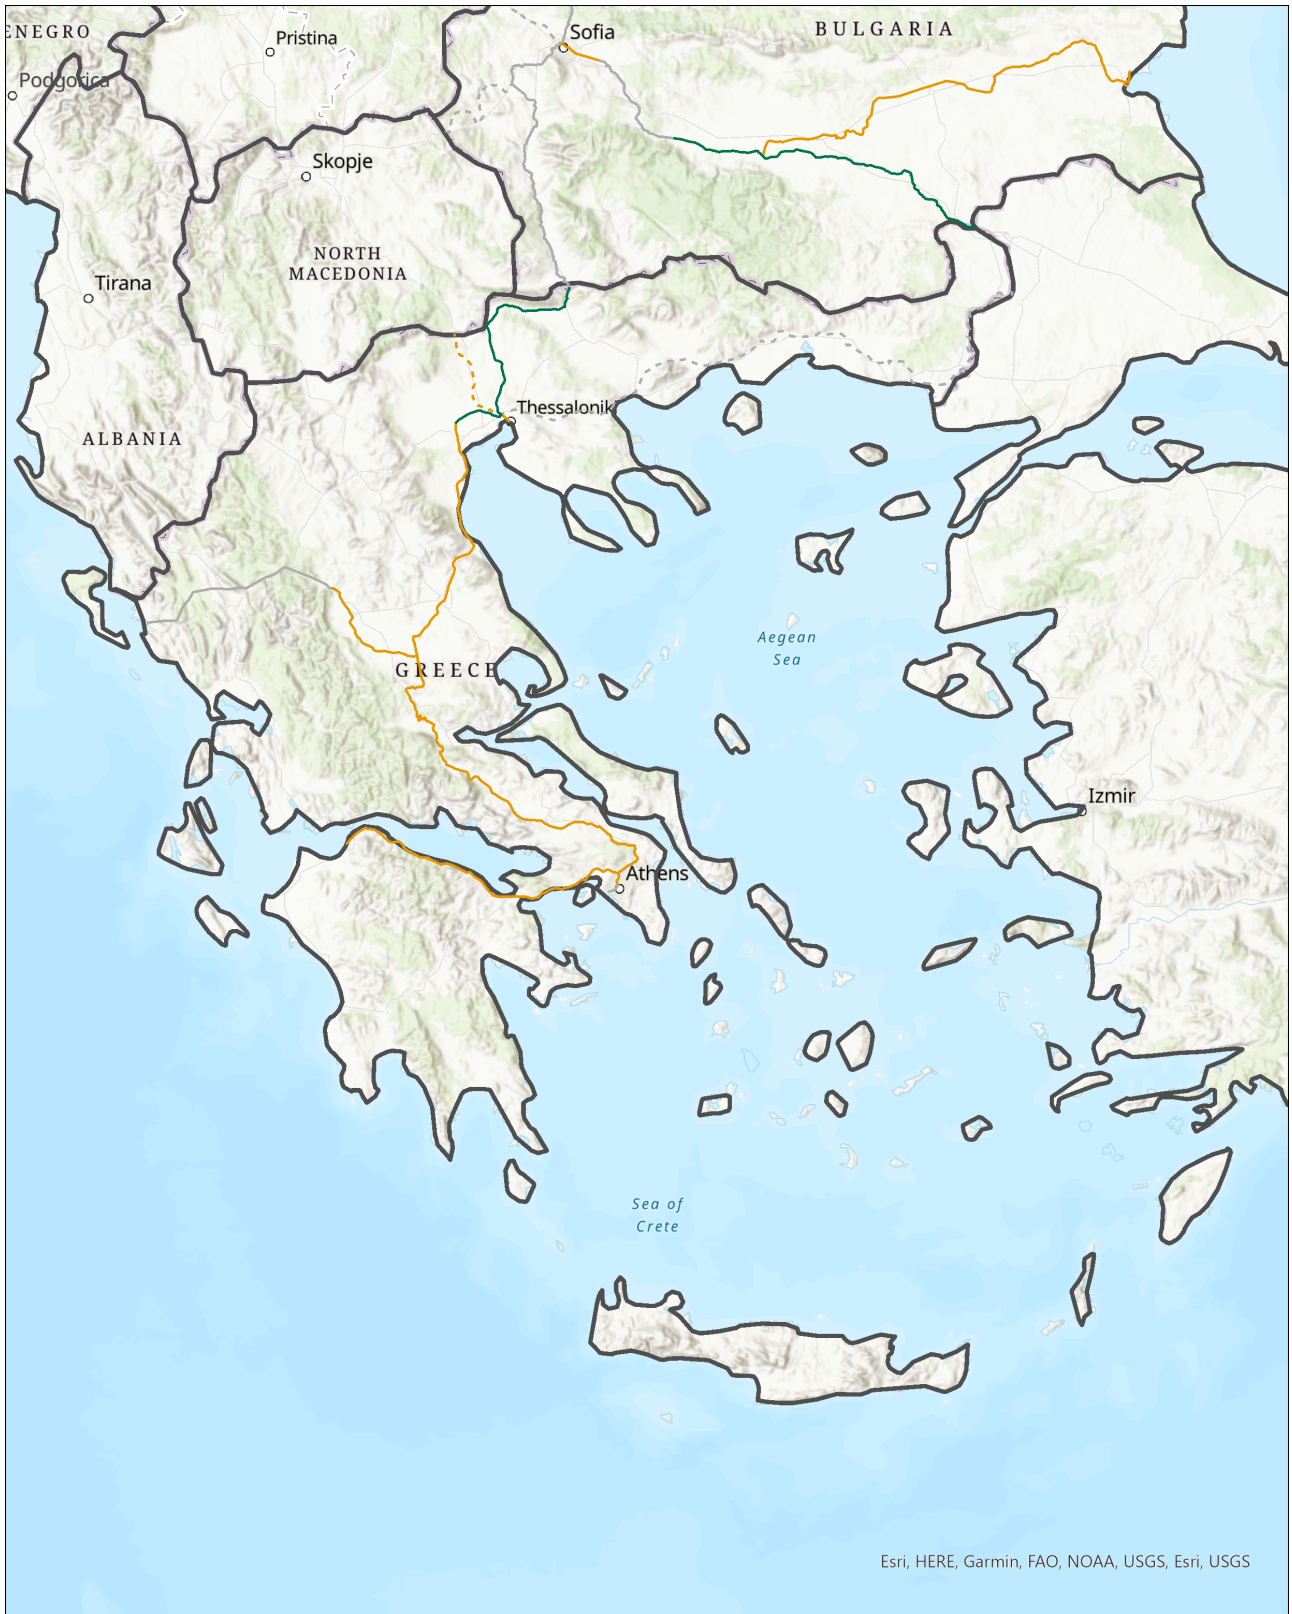 ENEGRO
Pristina
Sofia
BULGARIA
Podgorica
Skopje
NORTH
MACEDONIA
Tirana
Thessalonik
ALBANIA
Aegean
Sea
GREECE
Izmir
Athens
Sea of
Crete
Esri, HERE, Garmin, FAO, NOAA, USGS, Esri, USGS